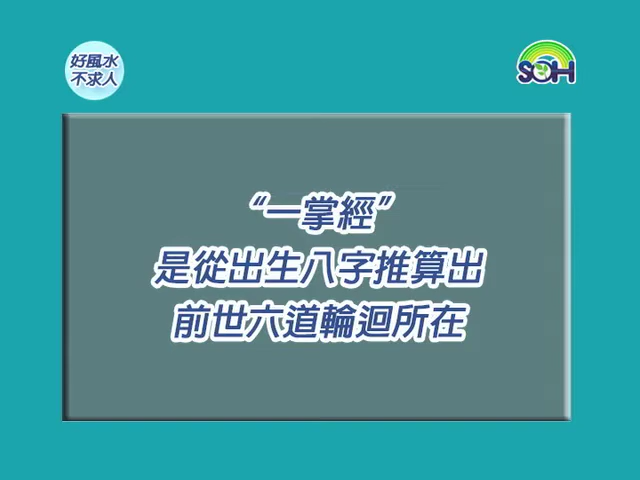 好風水
不求人
SOH
“一掌經”
是從出生八字推算出
前世六道輪迴所在